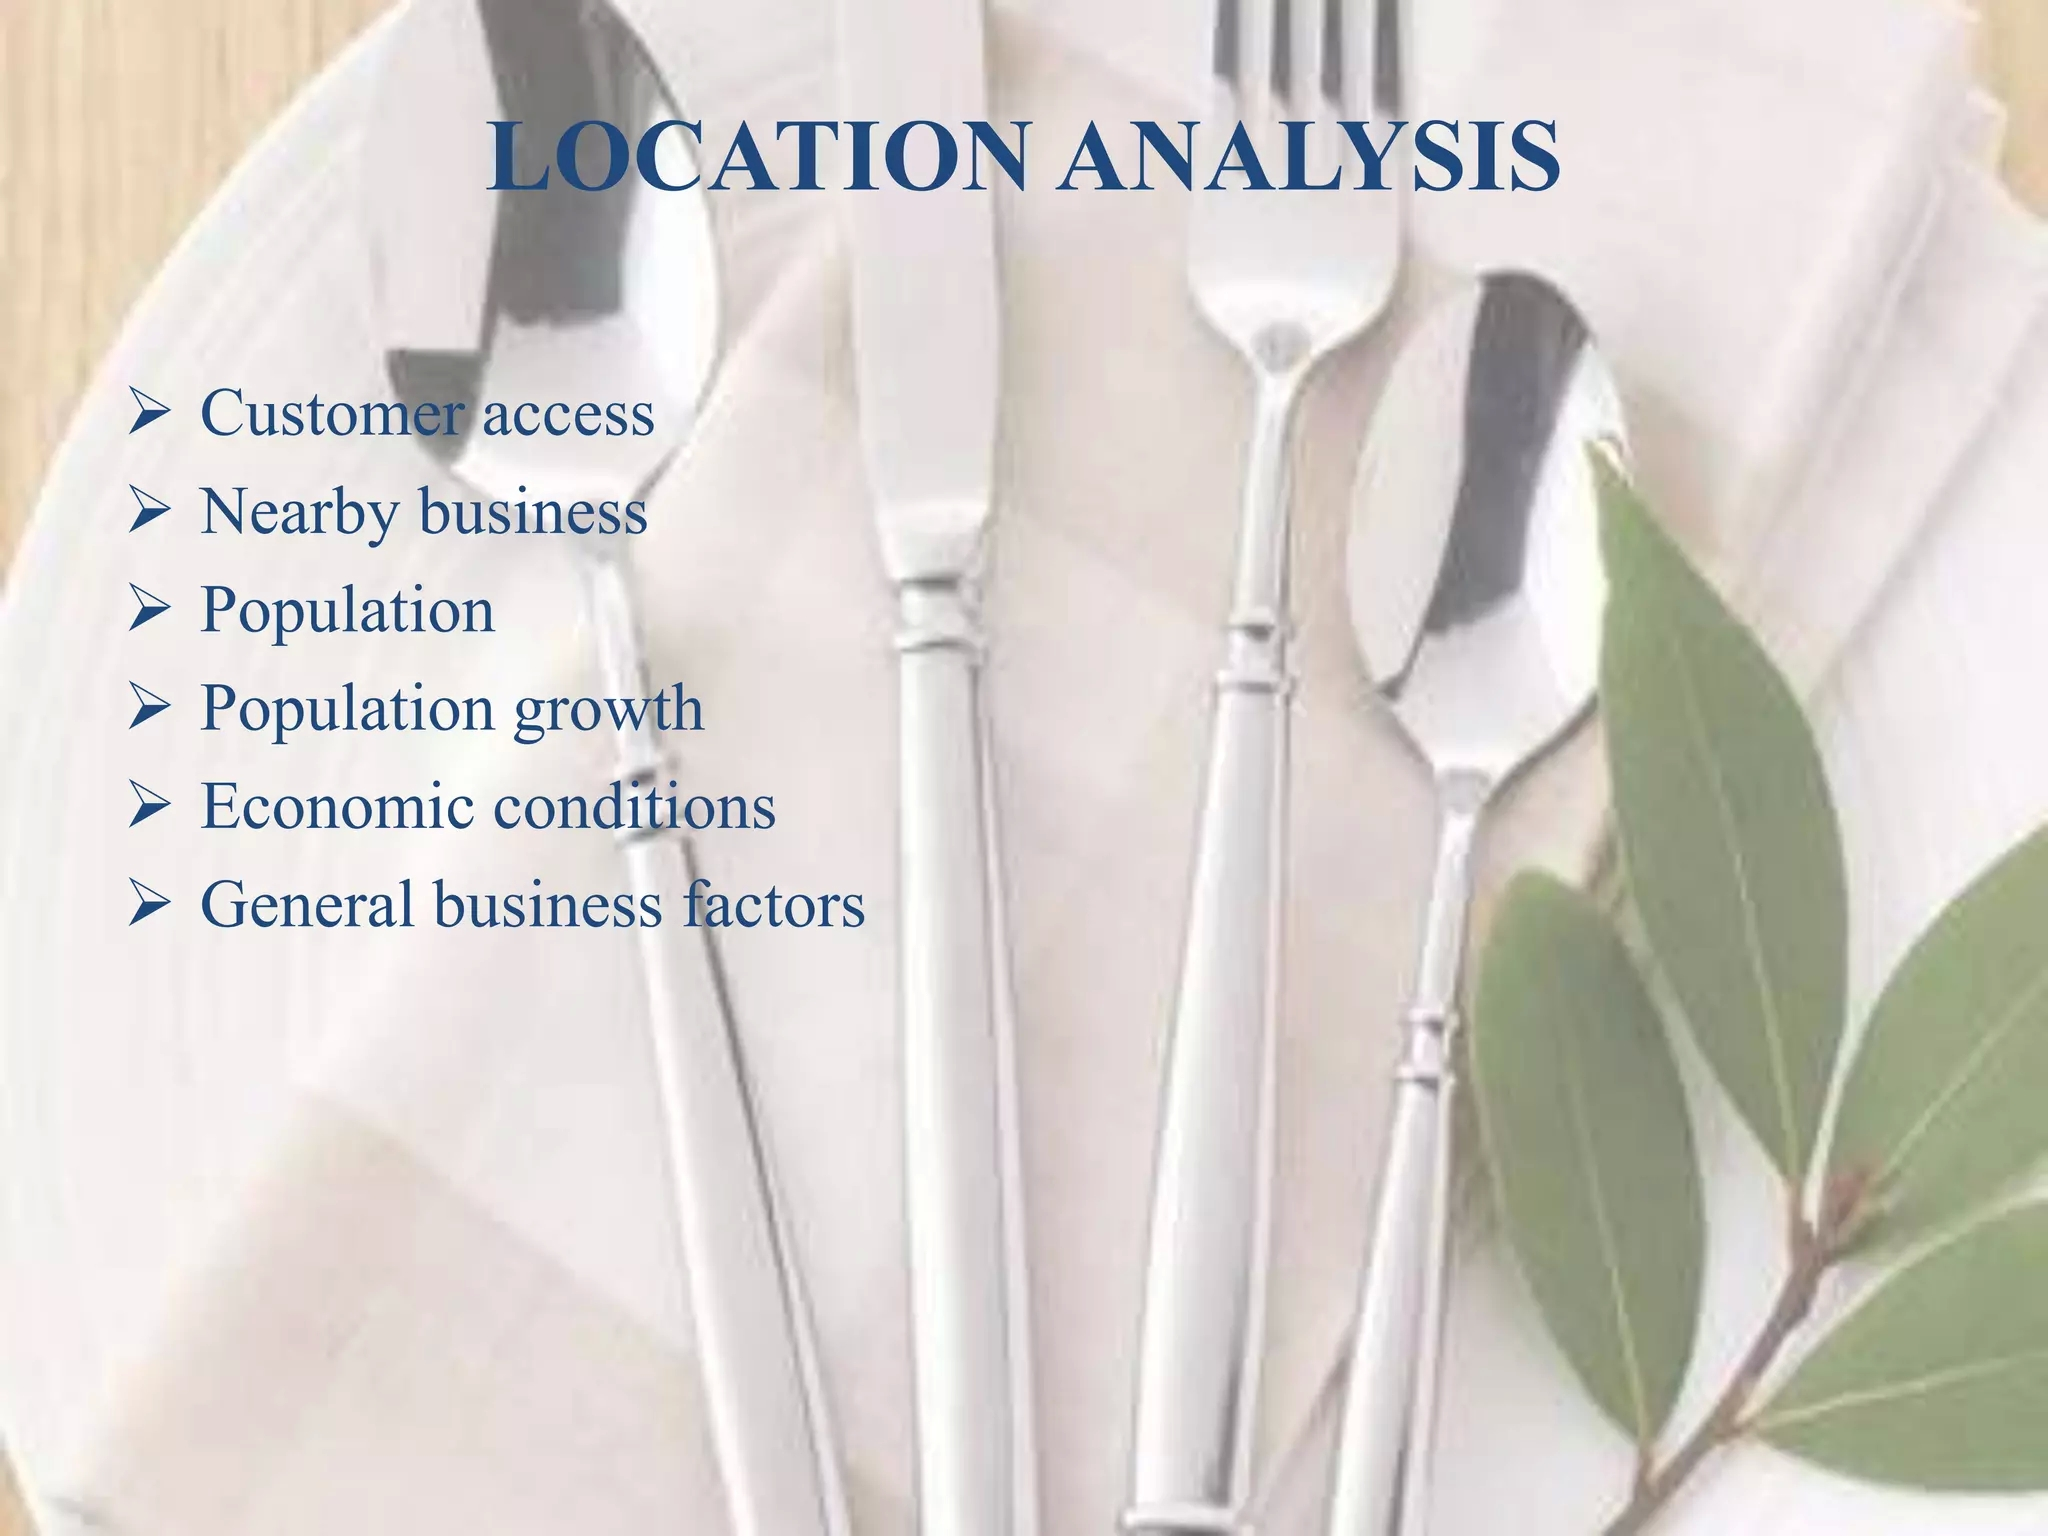 LOCATION ANALYSIS
➢ Customer access
➢ Nearby business
➢ Population
➢ Population growth
➢ Economic conditions
➢ General business factors